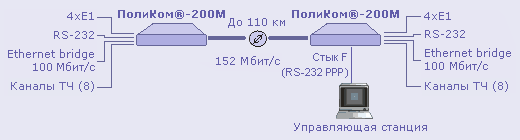 ПолиКом®-200М До 110 км ПолиКом®-200М
4xE1 4xE1
RS-232 RS-232
Ethernet bridge 152 Мбит/с Стык F Ethernet bridge
100 Мбит/с (RS-232 PPP) 100 Мбит/с
Каналы ТЧ (8) Каналы ТЧ (8)
Управляющая станция